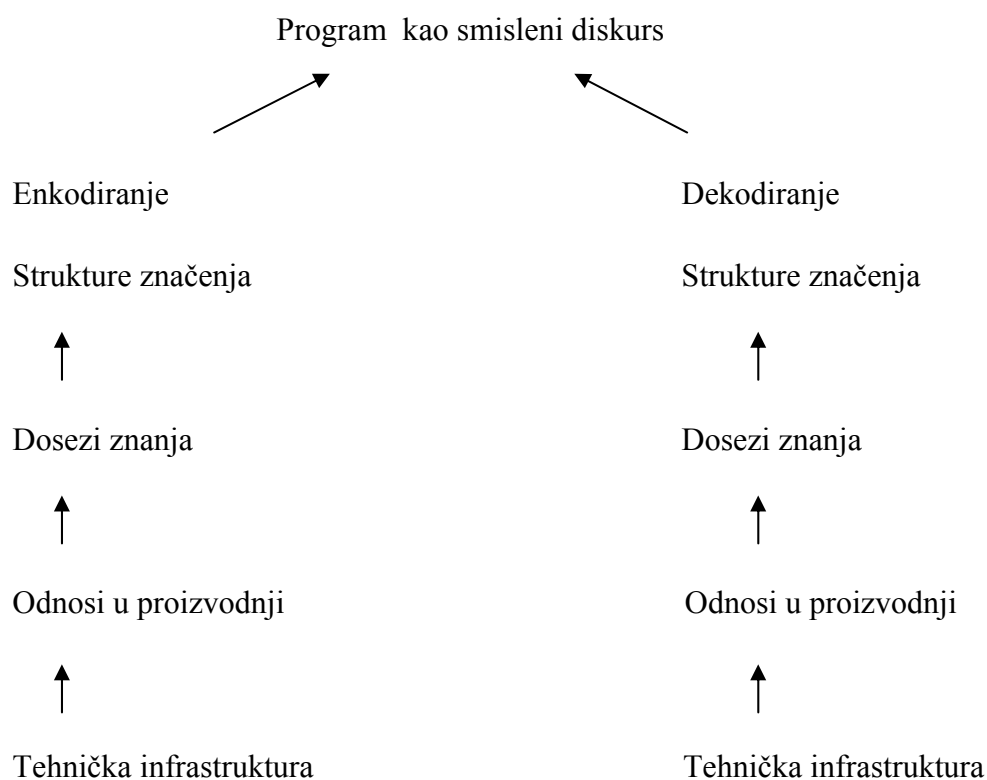 Program kao smisleni diskurs
Enkodiranje
Dekodiranje
Strukture značenja
Strukture značenja
Dosezi znanja
Dosezi znanja
Odnosi u proizvodnji
Odnosi u proizvodnji
Tehnička infrastruktura
Tehnička infrastruktura